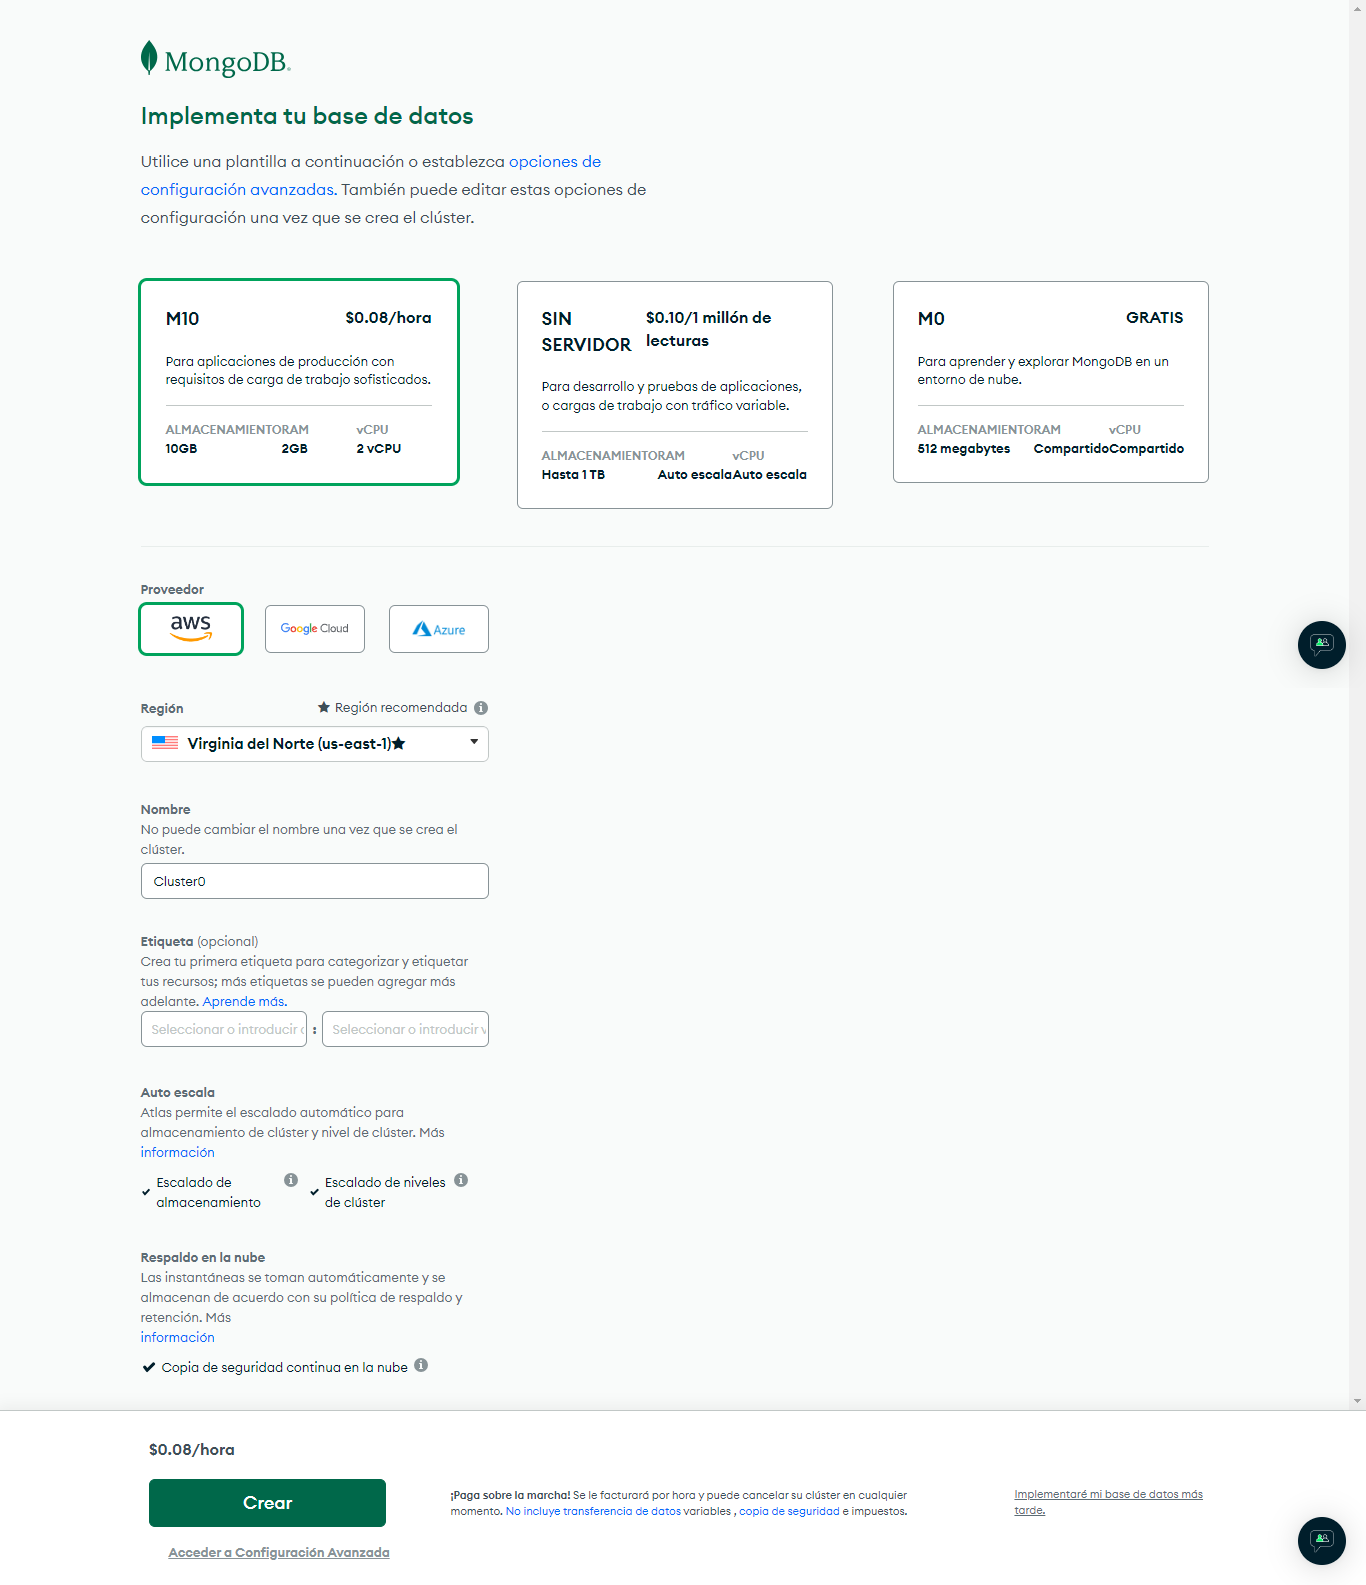 MongoDB.
Implementa tu base de datos
Utilice una plantilla a continuación o establezca opciones de
configuración avanzadas. También puede editar estas opciones de
configuración una vez que se crea el clúster.
M10 $0.08/hora
Para aplicaciones de producción con
requisitos de carga de trabajo sofisticados.
ALMACENAMIENTO RAM vCPU
10GB 2GB 2 vCPU
SIN
SERVIDOR
$0.10/1 millón de
lecturas
Para desarrollo y pruebas de aplicaciones,
o cargas de trabajo con tráfico variable.
ALMACENAMIENTO RAM vCPU
Hasta 1 TB Auto escala Auto escala
M0 GRATIS
Para aprender y explorar MongoDB en un
entorno de nube.
ALMACENAMIENTO RAM vCPU
512 megabytes Compartido Compartido
Proveedor
aws Google Cloud Azure
Región ★ Región recomendada
Virginia del Norte (us-east-1)★
Nombre
No puede cambiar el nombre una vez que se crea el
clúster.
Cluster0
Etiqueta (opcional)
Crea tu primera etiqueta para categorizar y etiquetar
tus recursos; más etiquetas se pueden agregar más
adelante. Aprende más.
Seleccionar o introducir : Seleccionar o introducir
Auto escala
Atlas permite el escalado automático para
almacenamiento de clúster y nivel de clúster. Más
información
Escalado de
almacenamiento
Escalado de niveles
de clúster
Respaldo en la nube
Las instantáneas se toman automáticamente y se
almacenan de acuerdo con su política de respaldo y
retención. Más
información
Copia de seguridad continua en la nube
$0.08/hora
Crear
Acceder a Configuración Avanzada
¡Paga sobre la marcha! Se le facturará por hora y puede cancelar su clúster en cualquier
momento. No incluye transferencia de datos variables , copia de seguridad e impuestos.
Implementaré mi base de datos más
tarde.